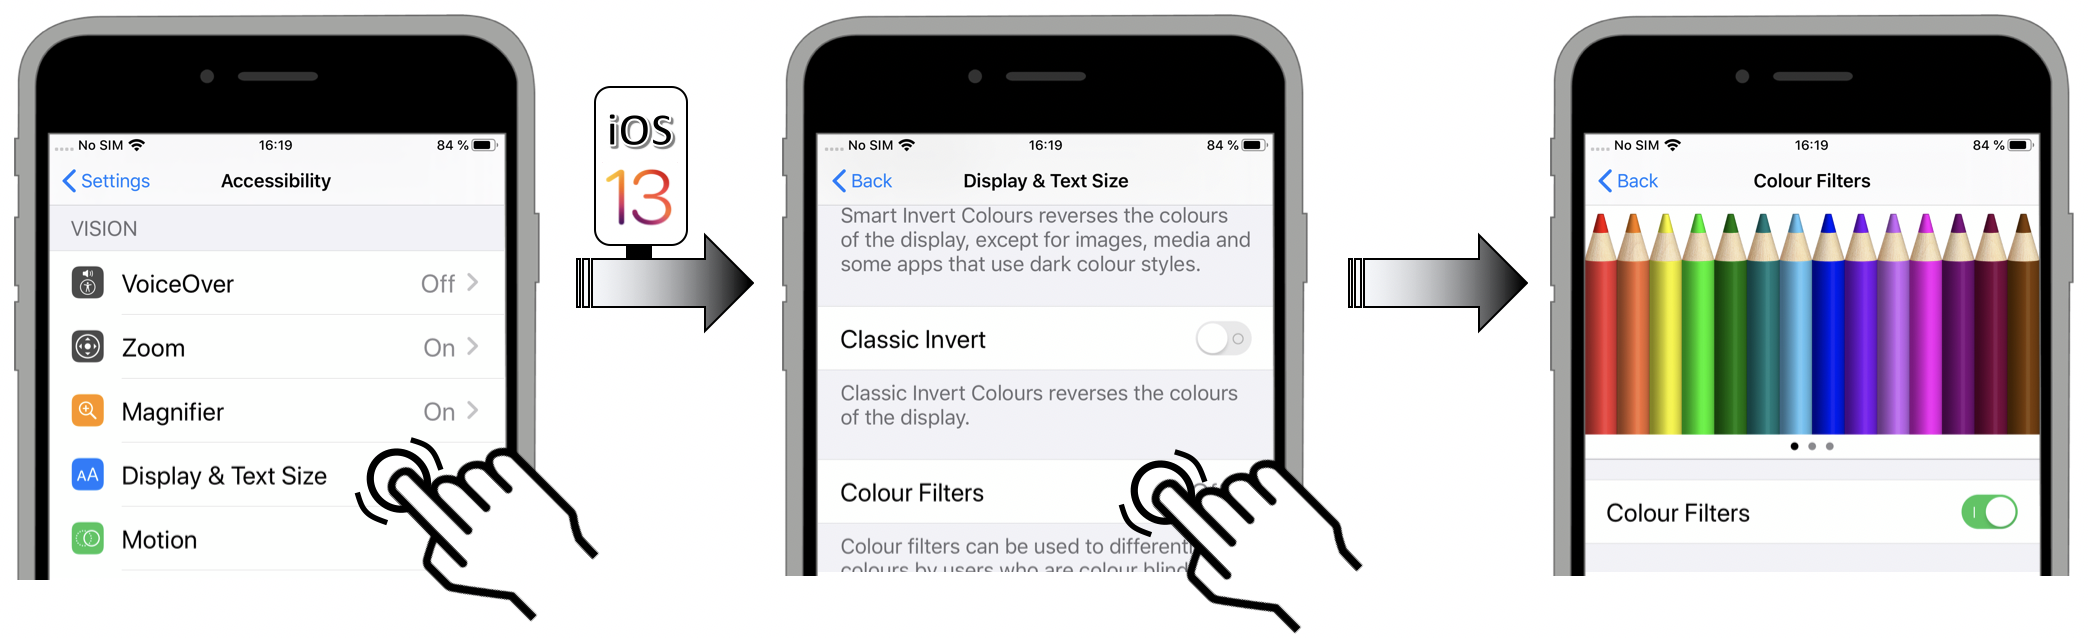 No SIM 16:19 84 %
Settings Accessibility
VISION
VoiceOver Off
Zoom On
Magnifier On
AA Display & Text Size
Motion
iOS
13
No SIM 16:19 84 %
Back Display & Text Size
Smart Invert Colours reverses the colours
of the display, except for images, media and
some apps that use dark colour styles.
Classic Invert
Classic Invert Colours reverses the colours
of the display.
Colour Filters
Colour filters can be used to different
colours by users who are colour blind
No SIM 16:19 84 %
Back Colour Filters
Colour Filters